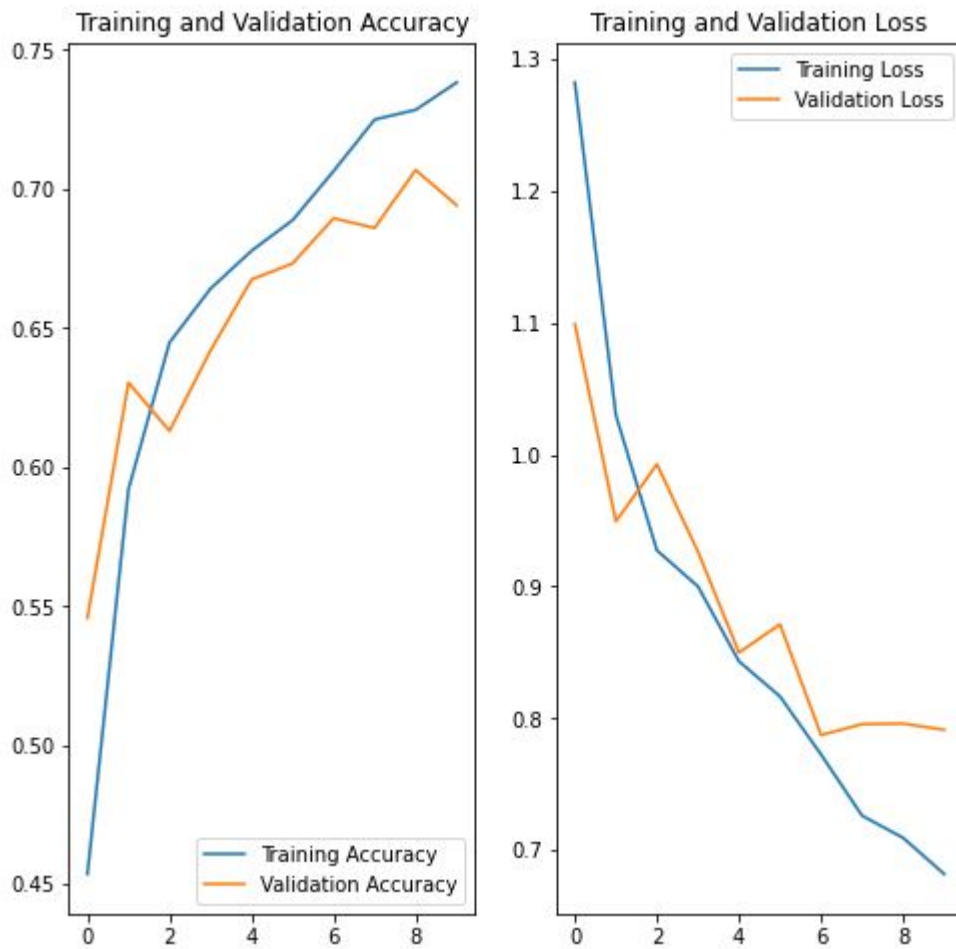 Training and Validation Accuracy
0.75
0.70
0.65
0.60
0.55
0.50
0.45
Training Accuracy
Validation Accuracy
0 2 4 6 8
Training and Validation Loss
1.3
1.2
1.1
1.0
0.9
0.8
0.7
Training Loss
Validation Loss
0 2 4 6 8